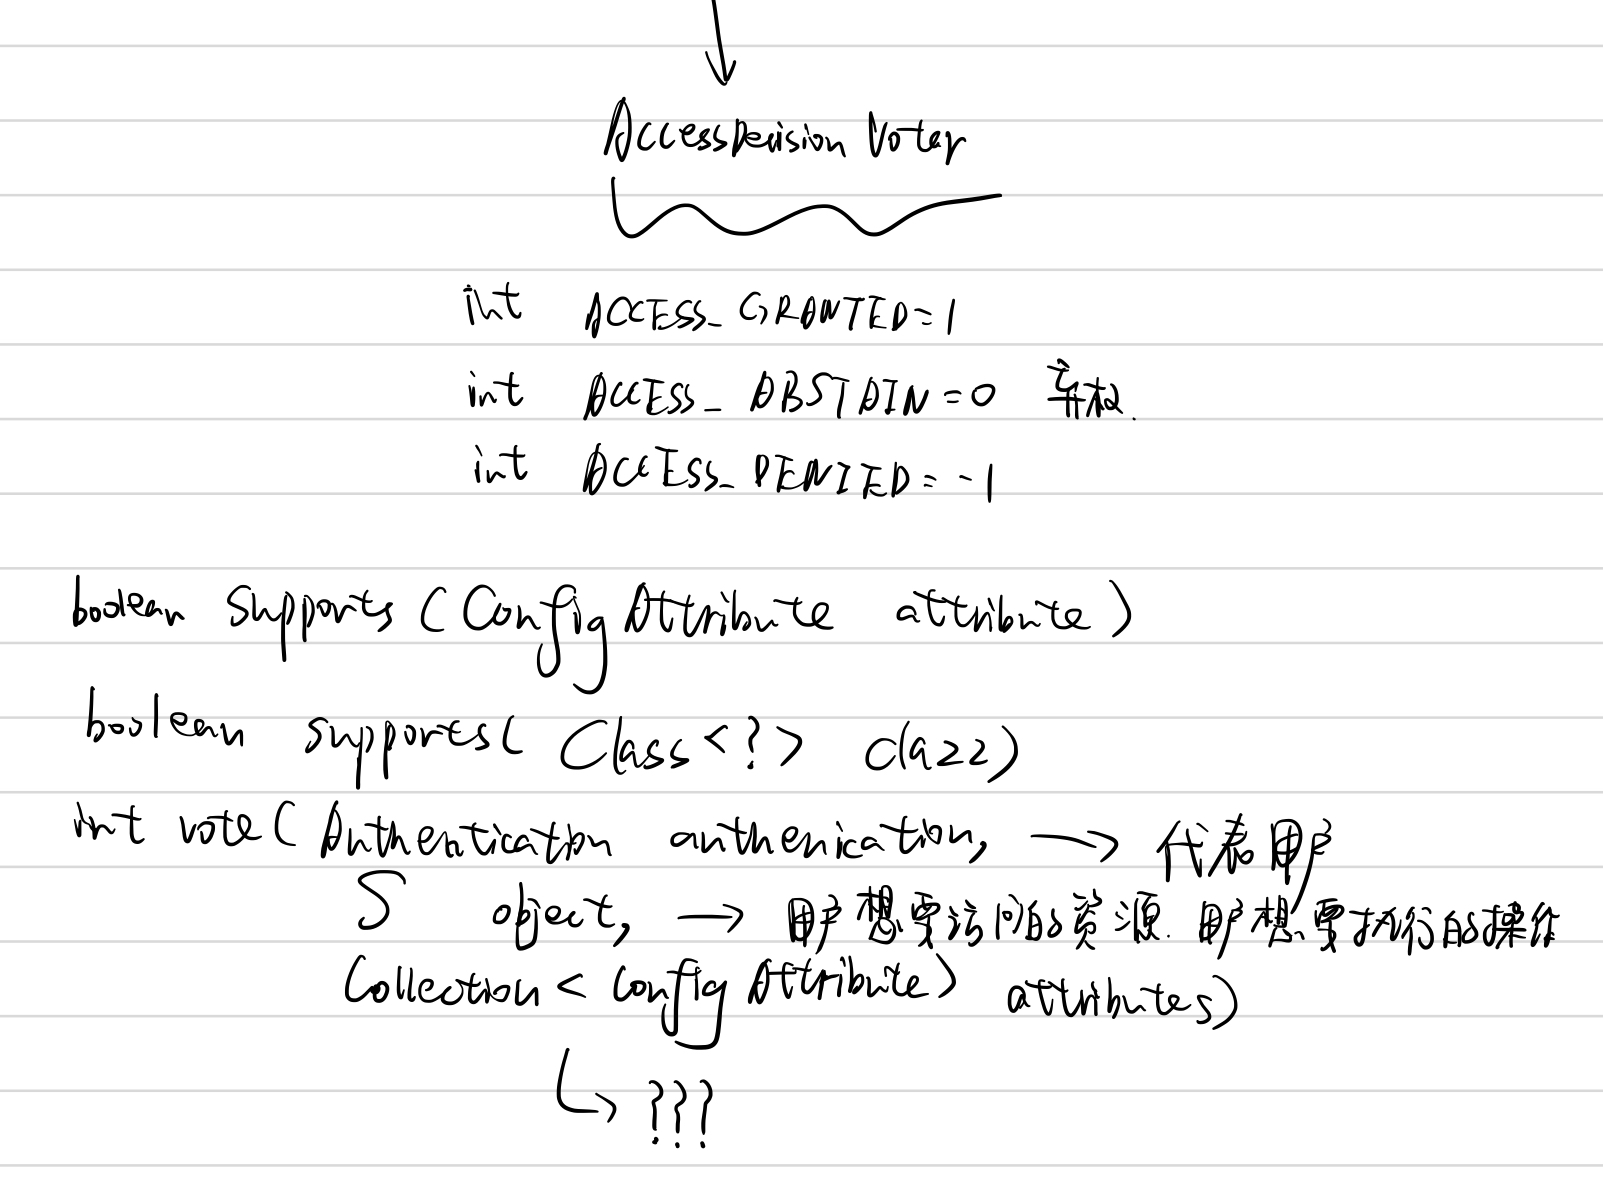 AccessDecision Voter
int ACCESS_GRANTED=1
int ACCESS_ABSTAIN=0 弃权.
int ACCESS_DENIED=-1
boolean supports (ConfigAttribute attribute)
boolean supports( Class<?> clazz)
int vote( Authentication authenication, → 代表用户
S object, → 用户想要访问的资源. 用户想要执行的操作
Collection<ConfigAttribute> attributes)
↳ ???